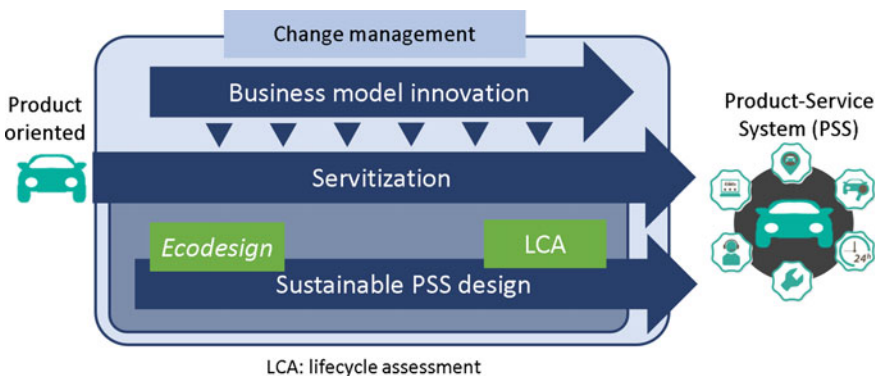 Change management
Business model innovation
Product
oriented
Product-Service
System (PSS)
Servitization
Ecodesign
LCA
Sustainable PSS design
24h
LCA: lifecycle assessment